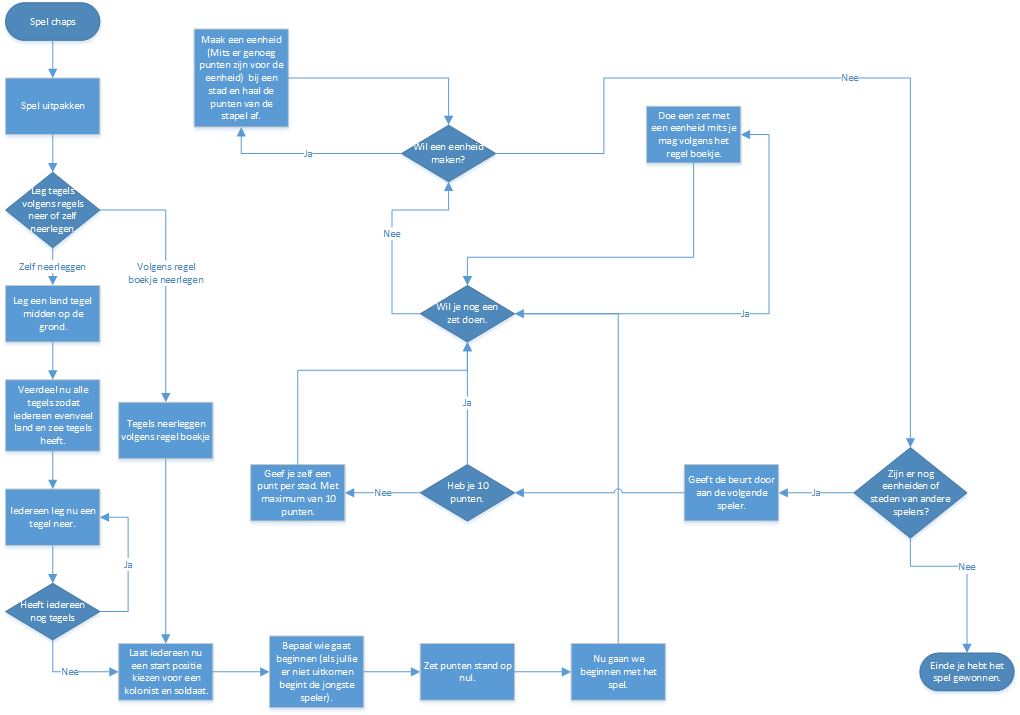 Spel chaps
Spel uitpakken
Leg tegels
volgens regels
neer of zelf
neerlegen.
Zelf neerleggen
Volgens regel
boekje neerlegen
Leg een land tegel
midden op de
grond.
Veerdeel nu alle
tegels zodat
iedereen evenveel
land en zee tegels
heeft.
Tegels neerleggen
volgens regel boekje
Iedereen leg nu een
tegel neer.
Ja
Heeft iedereen
nog tegels
Nee
Laat iedereen nu
een start positie
kiezen voor een
kolonist en soldaat.
Bepaal wie gaat
beginnen (als jullie
er niet uitkomen
begint de jongste
speler).
Zet punten stand op
nul.
Nu gaan we
beginnen met het
spel.
Maak een eenheid
(Mits er genoeg
punten zijn voor de
eenheid) bij een
stad en haal de
punten van de
stapel af.
Ja
Wil een eenheid
maken?
Nee
Doe een zet met
een eenheid mits je
mag volgens het
regel boekje.
Nee
Wil je nog een
zet doen.
Ja
Ja
Geef je zelf een
punt per stad. Met
maximum van 10
punten.
Nee
Heb je 10
punten.
Geeft de beurt door
aan de volgende
speler.
Ja
Zijn er nog
eenheiden of
steden van andere
spelers?
Nee
Einde je hebt het
spel gewonnen.